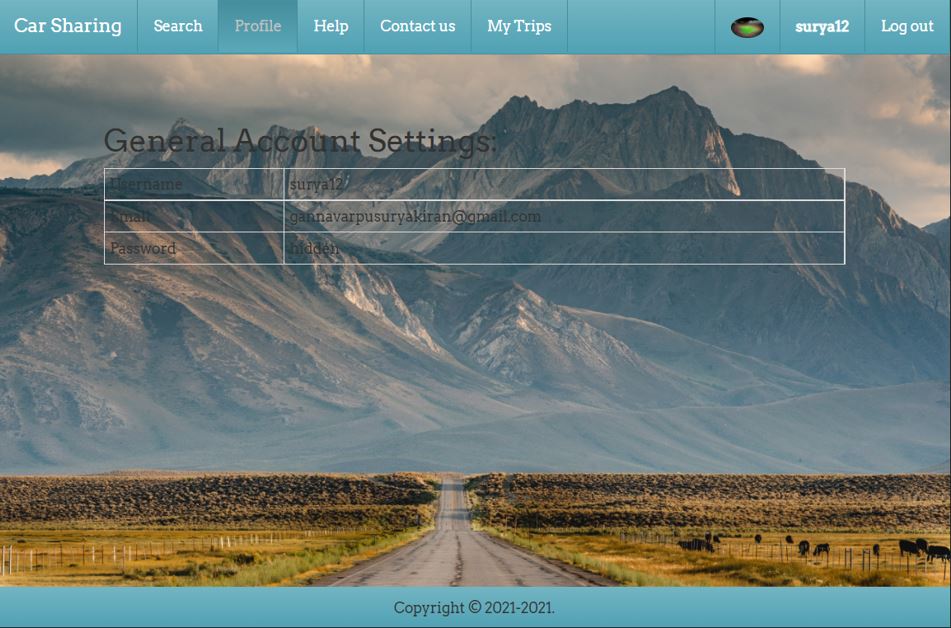 Car Sharing Search Profile Help Contact us My Trips surya12 Log out
General Account Settings:
Username surya12
Email gannavarpusuryakiran@gmail.com
Password hidden
Copyright © 2021-2021.